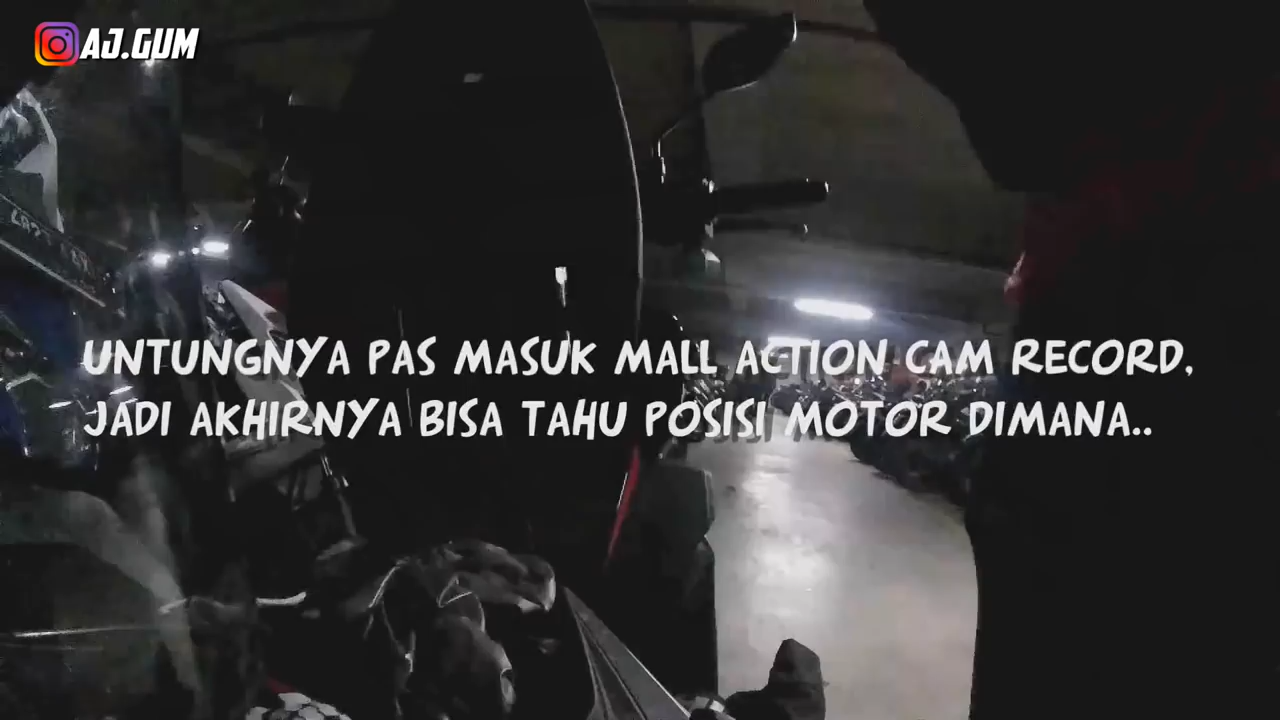 AJ.GUM
UNTUNGNYA PAS MASUK MALL ACTION CAM RECORD,
JADI AKHIRNYA BISA TAHU POSISI MOTOR DIMANA..